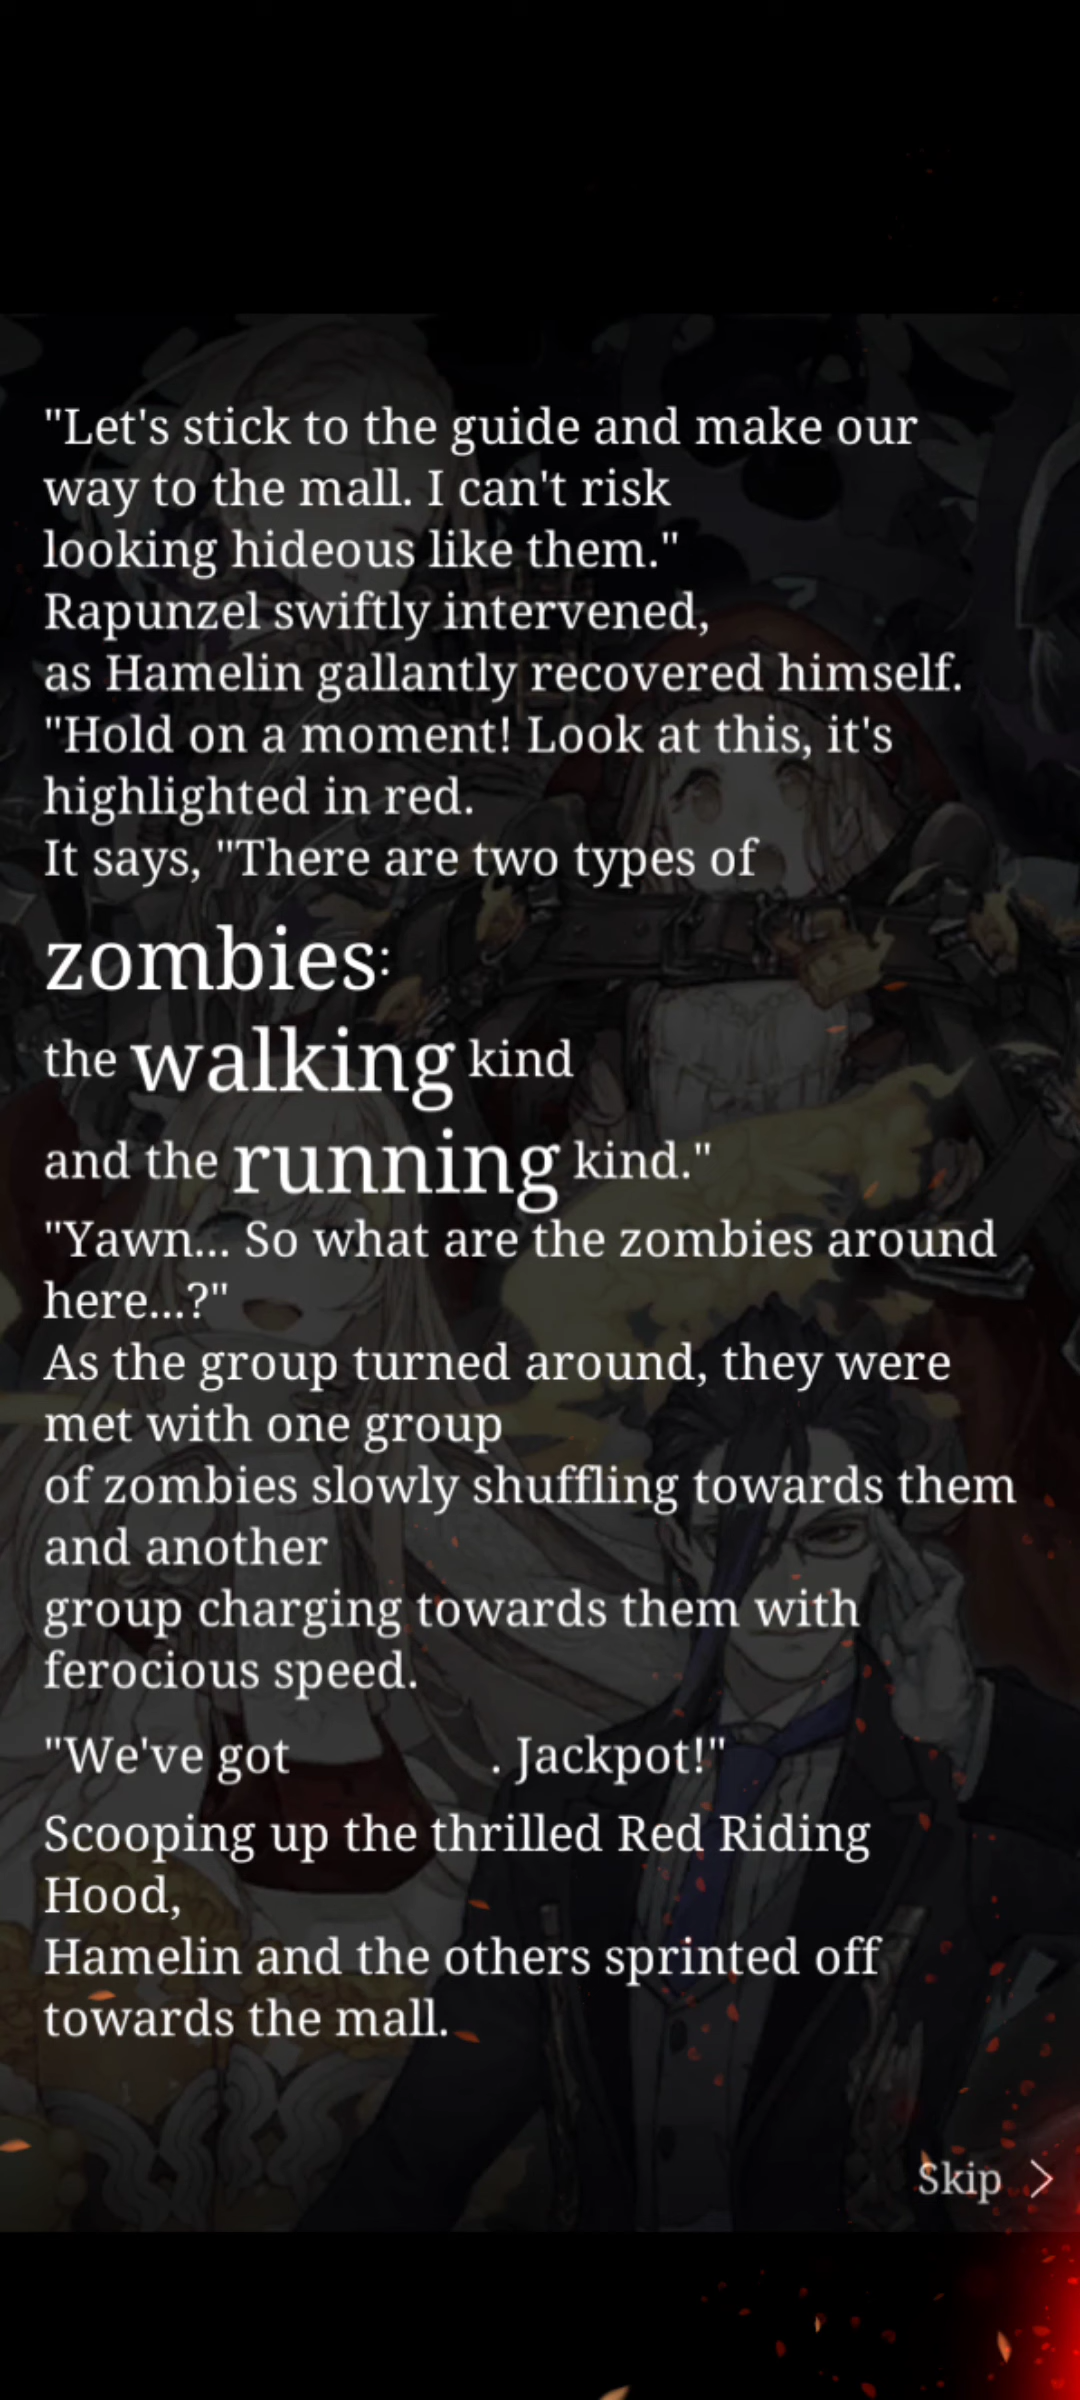 "Let's stick to the guide and make our
way to the mall. I can't risk
looking hideous like them."
Rapunzel swiftly intervened,
as Hamelin gallantly recovered himself.
"Hold on a moment! Look at this, it's
highlighted in red.
It says, "There are two types of
zombies:
the walking kind
and the running kind."
"Yawn... So what are the zombies around
here...?"
As the group turned around, they were
met with one group
of zombies slowly shuffling towards them
and another
group charging towards them with
ferocious speed.
"We've got . Jackpot!"
Scooping up the thrilled Red Riding
Hood,
Hamelin and the others sprinted off
towards the mall.
Skip >